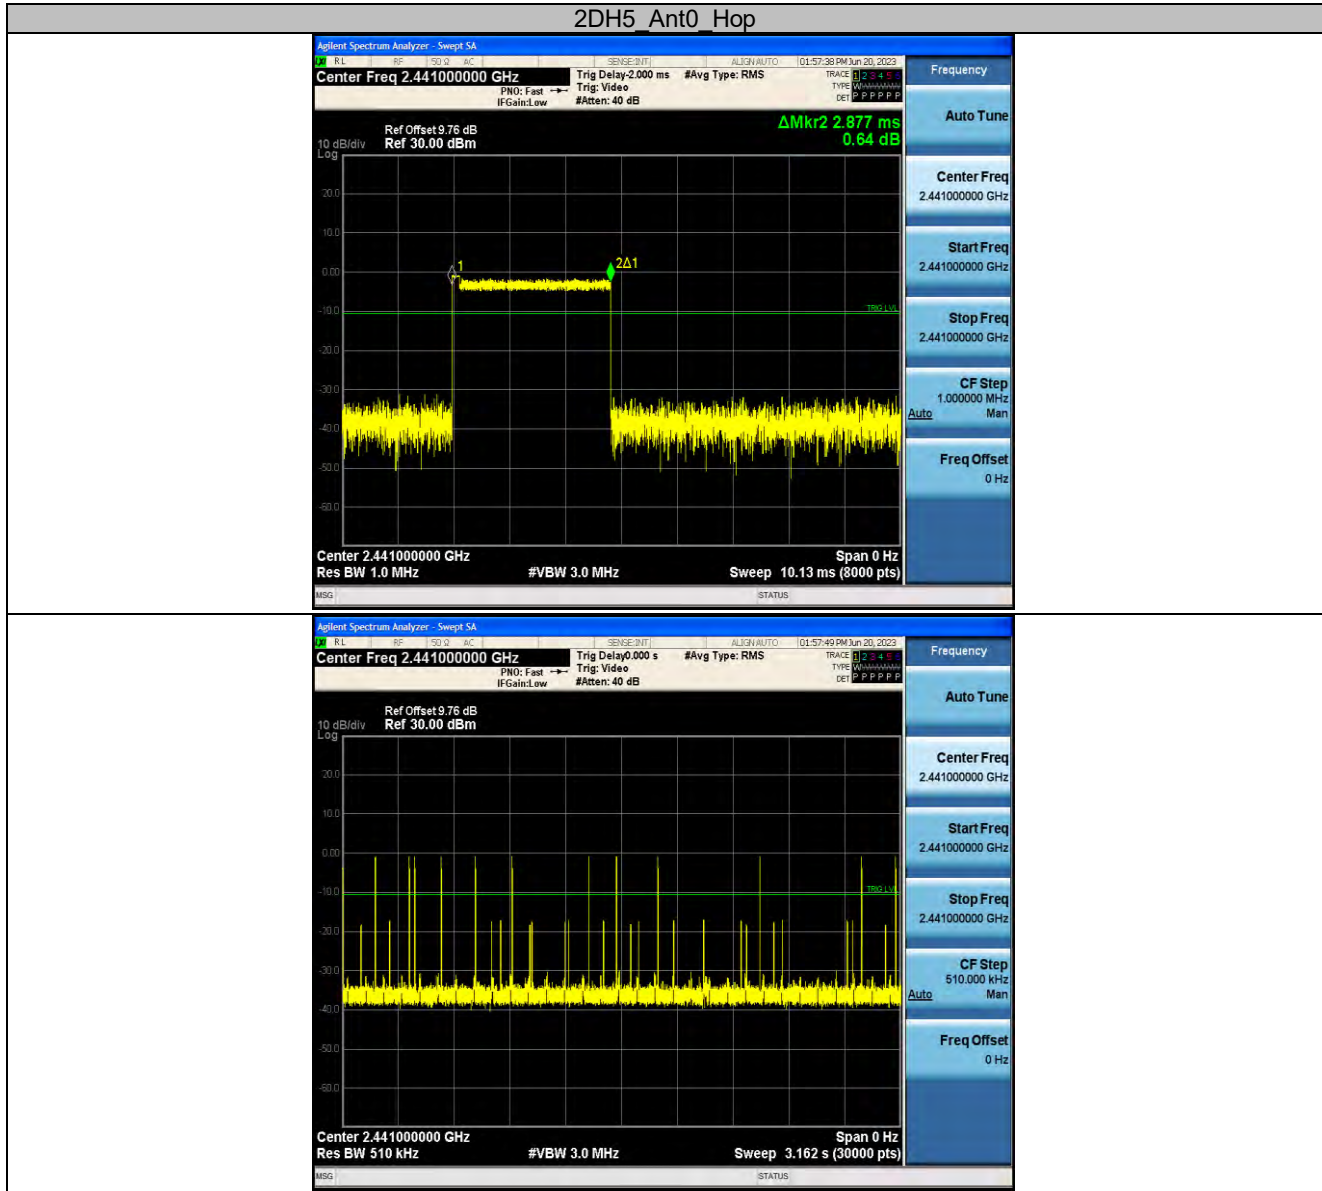 2DH5_Ant0_Hop
Agilent Spectrum Analyzer - Swept SA
RL RF 50 Ω AC SENSE:INT ALIGN AUTO 01:57:38 PM Jun 20, 2023
Center Freq 2.441000000 GHz Trig Delay-2.000 ms #Avg Type: RMS TRACE 1 2 3 4 5 6
PNO: Fast Trig: Video TYPE
IFGain:Low #Atten: 40 dB DET P P P P P P
Frequency
Auto Tune
ΔMkr2 2.877 ms
0.64 dB
Ref Offset 9.76 dB
10 dB/div Ref 30.00 dBm
Log
20.0
10.0
0.00
-10.0
-20.0
-30.0
-40.0
-50.0
-60.0
1
2Δ1
TRIG LVL
Center Freq
2.441000000 GHz
Start Freq
2.441000000 GHz
Stop Freq
2.441000000 GHz
CF Step
1.000000 MHz
Auto Man
Freq Offset
0 Hz
Center 2.441000000 GHz Span 0 Hz
Res BW 1.0 MHz #VBW 3.0 MHz Sweep 10.13 ms (8000 pts)
MSG STATUS
Agilent Spectrum Analyzer - Swept SA
RL RF 50 Ω AC SENSE:INT ALIGN AUTO 01:57:49 PM Jun 20, 2023
Center Freq 2.441000000 GHz Trig Delay0.000 s #Avg Type: RMS TRACE 1 2 3 4 5 6
PNO: Fast Trig: Video TYPE
IFGain:Low #Atten: 40 dB DET P P P P P P
Frequency
Auto Tune
Ref Offset 9.76 dB
10 dB/div Ref 30.00 dBm
Log
20.0
10.0
0.00
-10.0
-20.0
-30.0
-40.0
-50.0
-60.0
TRIG LVL
Center Freq
2.441000000 GHz
Start Freq
2.441000000 GHz
Stop Freq
2.441000000 GHz
CF Step
510.000 kHz
Auto Man
Freq Offset
0 Hz
Center 2.441000000 GHz Span 0 Hz
Res BW 510 kHz #VBW 3.0 MHz Sweep 3.162 s (30000 pts)
MSG STATUS